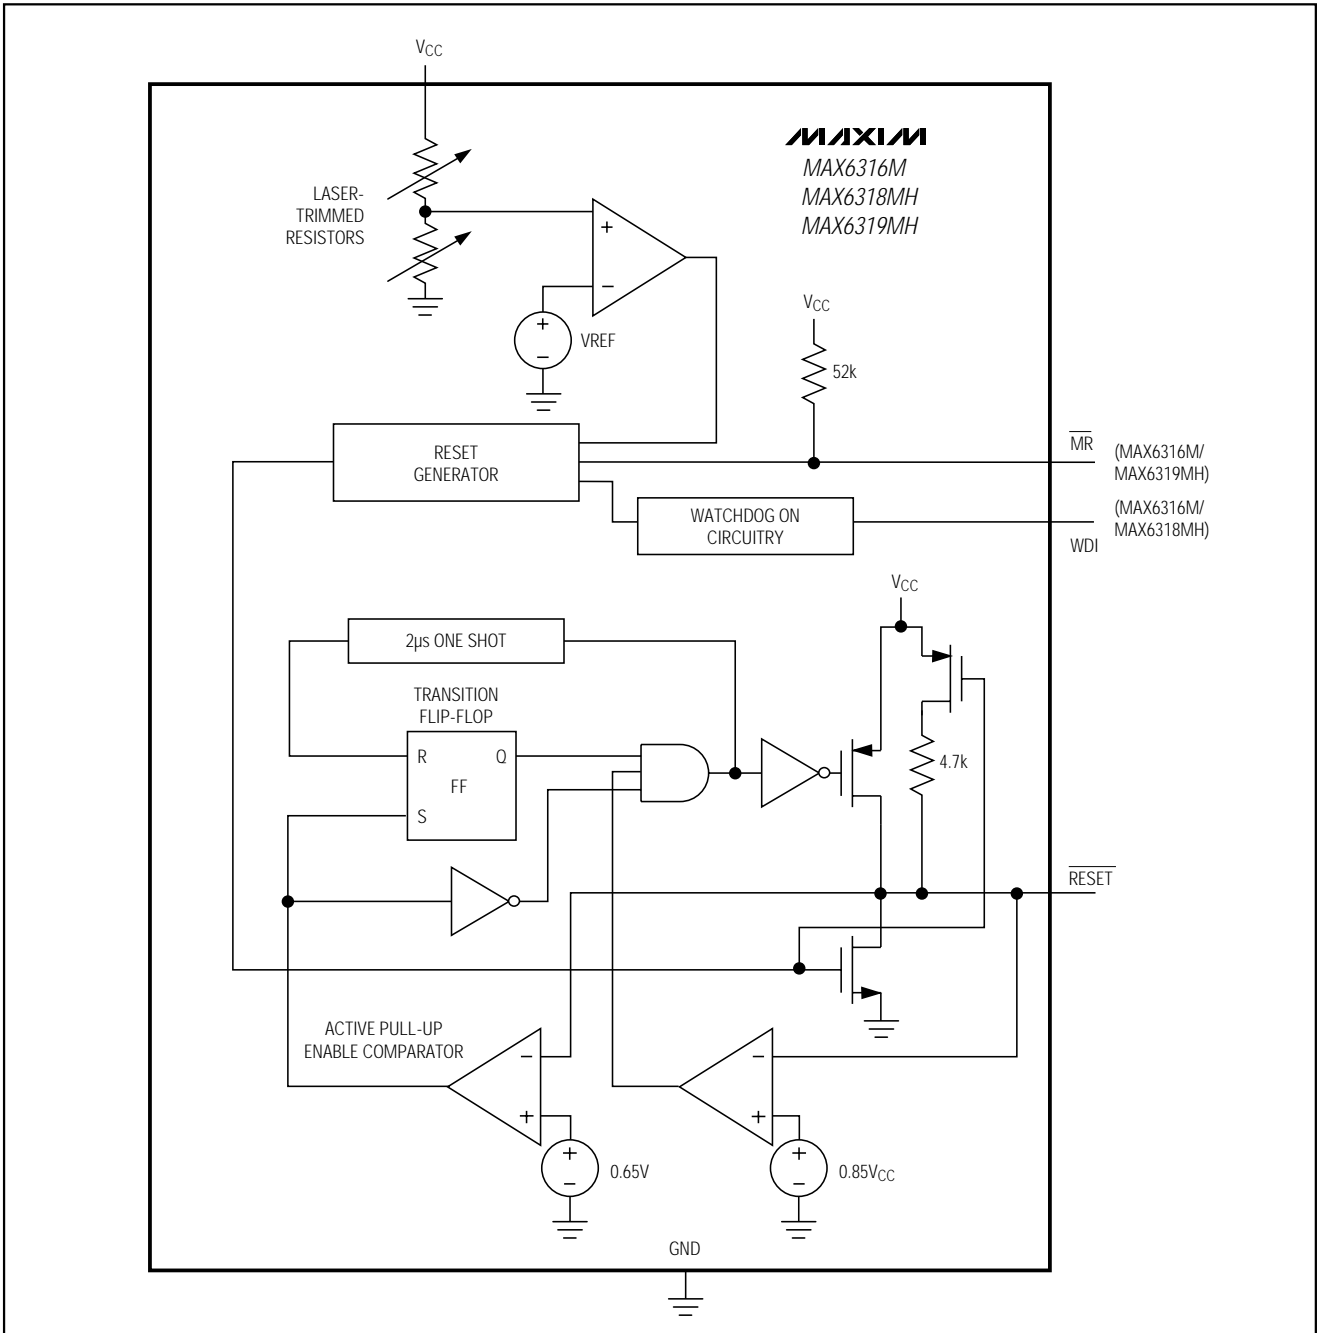 VCC
MAXIM
MAX6316M
MAX6318MH
MAX6319MH
LASER-
TRIMMED
RESISTORS
+
−
+
−
VREF
VCC
52k
RESET
GENERATOR
MR
(MAX6316M/
MAX6319MH)
WATCHDOG ON
CIRCUITRY
(MAX6316M/
MAX6318MH)
WDI
VCC
2µs ONE SHOT
TRANSITION
FLIP-FLOP
R
Q
FF
S
4.7k
RESET
ACTIVE PULL-UP
ENABLE COMPARATOR
−
+
−
+
+
−
0.65V
+
−
0.85VCC
GND